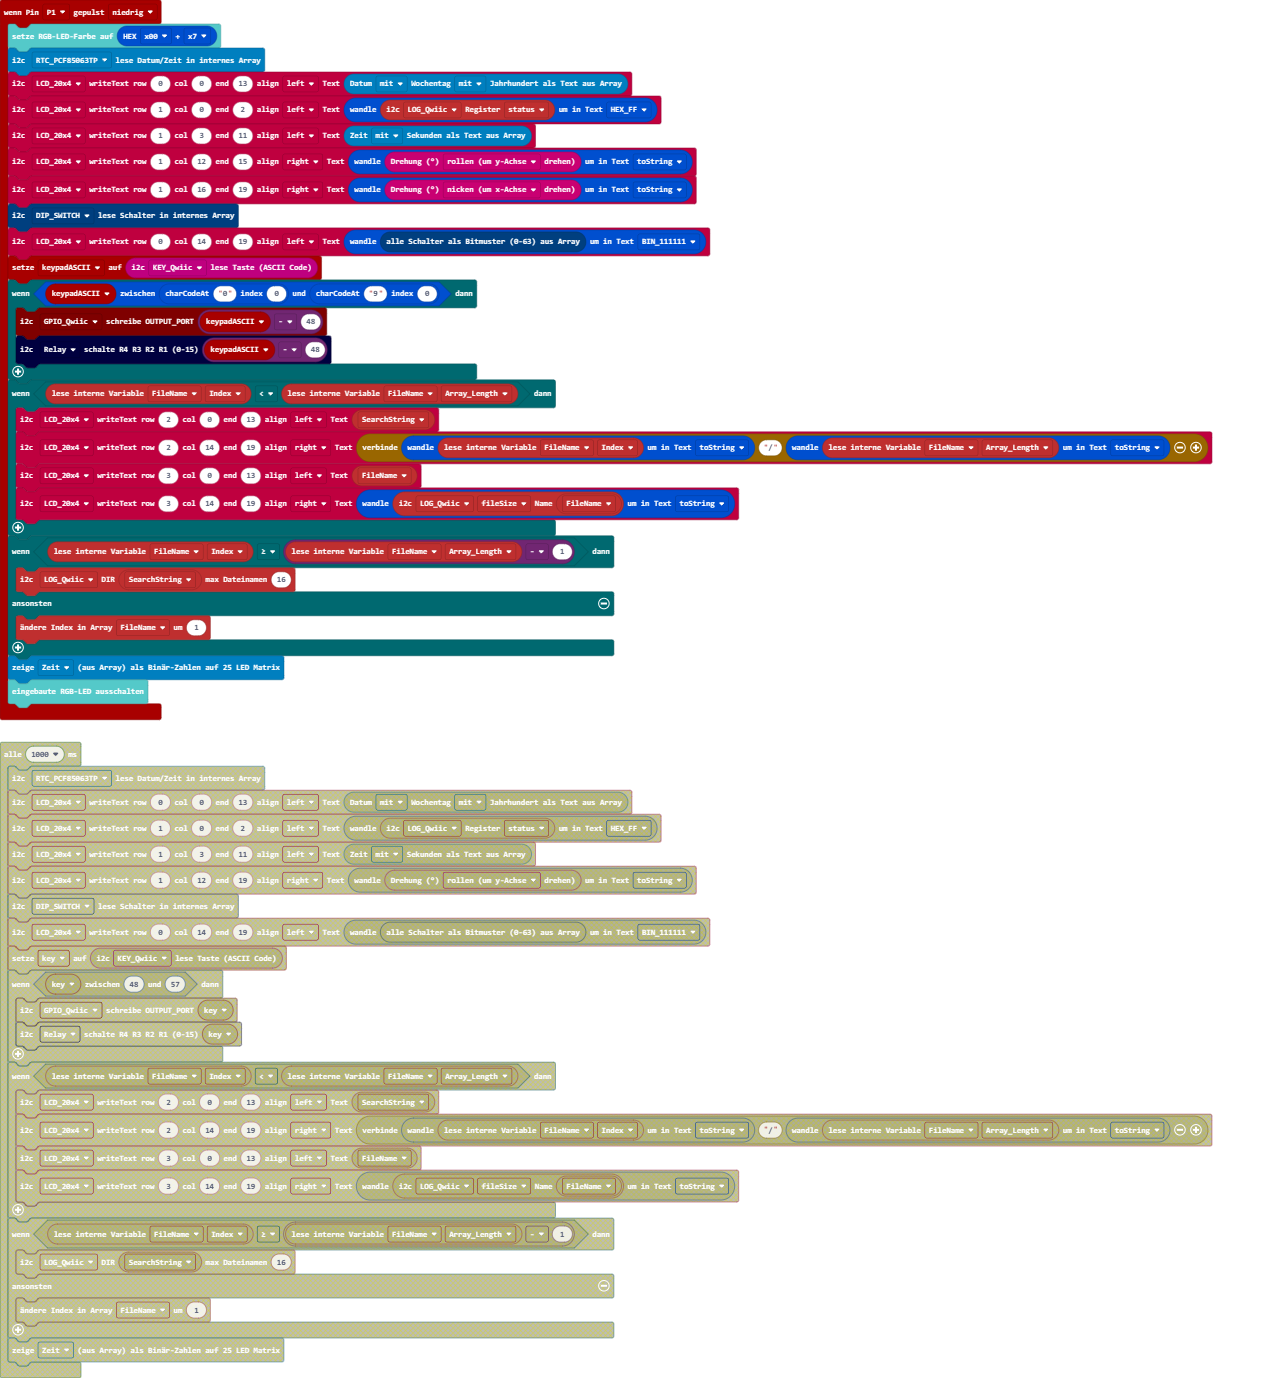 wenn Pin P1 gepulst niedrig
setze RGB-LED-Farbe auf HEX x00 + x7
i2c RTC_PCF85063TP lese Datum/Zeit in internes Array
i2c LCD_20x4 writeText row 0 col 0 end 13 align left Text Datum mit Wochentag mit Jahrhundert als Text aus Array
i2c LCD_20x4 writeText row 1 col 0 end 2 align left Text wandle i2c LOG_Qwiic Register status um in Text HEX_FF
i2c LCD_20x4 writeText row 1 col 3 end 11 align left Text Zeit mit Sekunden als Text aus Array
i2c LCD_20x4 writeText row 1 col 12 end 15 align right Text wandle Drehung (°) rollen (um y-Achse drehen) um in Text toString
i2c LCD_20x4 writeText row 1 col 16 end 19 align right Text wandle Drehung (°) nicken (um x-Achse drehen) um in Text toString
i2c DIP_SWITCH lese Schalter in internes Array
i2c LCD_20x4 writeText row 0 col 14 end 19 align left Text wandle alle Schalter als Bitmuster (0-63) aus Array um in Text BIN_111111
setze keypadASCII auf i2c KEY_Qwiic lese Taste (ASCII Code)
wenn keypadASCII zwischen charCodeAt "0" index 0 und charCodeAt "9" index 0 dann
i2c GPIO_Qwiic schreibe OUTPUT_PORT keypadASCII - 48
i2c Relay schalte R4 R3 R2 R1 (0-15) keypadASCII - 48
wenn lese interne Variable FileName Index < lese interne Variable FileName Array_Length dann
i2c LCD_20x4 writeText row 2 col 0 end 13 align left Text SearchString
i2c LCD_20x4 writeText row 2 col 14 end 19 align right Text verbinde wandle lese interne Variable FileName Index um in Text toString "/" wandle lese interne Variable FileName Array_Length um in Text toString
i2c LCD_20x4 writeText row 3 col 0 end 13 align left Text FileName
i2c LCD_20x4 writeText row 3 col 14 end 19 align right Text wandle i2c LOG_Qwiic fileSize Name FileName um in Text toString
wenn lese interne Variable FileName Index ≥ lese interne Variable FileName Array_Length - 1 dann
i2c LOG_Qwiic DIR SearchString max Dateinamen 16
ansonsten
ändere Index in Array FileName um 1
zeige Zeit (aus Array) als Binär-Zahlen auf 25 LED Matrix
eingebaute RGB-LED ausschalten
alle 1000 ms
i2c RTC_PCF85063TP lese Datum/Zeit in internes Array
i2c LCD_20x4 writeText row 0 col 0 end 13 align left Text Datum mit Wochentag mit Jahrhundert als Text aus Array
i2c LCD_20x4 writeText row 1 col 0 end 2 align left Text wandle i2c LOG_Qwiic Register status um in Text HEX_FF
i2c LCD_20x4 writeText row 1 col 3 end 11 align left Text Zeit mit Sekunden als Text aus Array
i2c LCD_20x4 writeText row 1 col 12 end 19 align right Text wandle Drehung (°) rollen (um y-Achse drehen) um in Text toString
i2c DIP_SWITCH lese Schalter in internes Array
i2c LCD_20x4 writeText row 0 col 14 end 19 align left Text wandle alle Schalter als Bitmuster (0-63) aus Array um in Text BIN_111111
setze key auf i2c KEY_Qwiic lese Taste (ASCII Code)
wenn key zwischen 48 und 57 dann
i2c GPIO_Qwiic schreibe OUTPUT_PORT key
i2c Relay schalte R4 R3 R2 R1 (0-15) key
wenn lese interne Variable FileName Index < lese interne Variable FileName Array_Length dann
i2c LCD_20x4 writeText row 2 col 0 end 13 align left Text SearchString
i2c LCD_20x4 writeText row 2 col 14 end 19 align right Text verbinde wandle lese interne Variable FileName Index um in Text toString "/" wandle lese interne Variable FileName Array_Length um in Text toString
i2c LCD_20x4 writeText row 3 col 0 end 13 align left Text FileName
i2c LCD_20x4 writeText row 3 col 14 end 19 align right Text wandle i2c LOG_Qwiic fileSize Name FileName um in Text toString
wenn lese interne Variable FileName Index ≥ lese interne Variable FileName Array_Length - 1 dann
i2c LOG_Qwiic DIR SearchString max Dateinamen 16
ansonsten
ändere Index in Array FileName um 1
zeige Zeit (aus Array) als Binär-Zahlen auf 25 LED Matrix